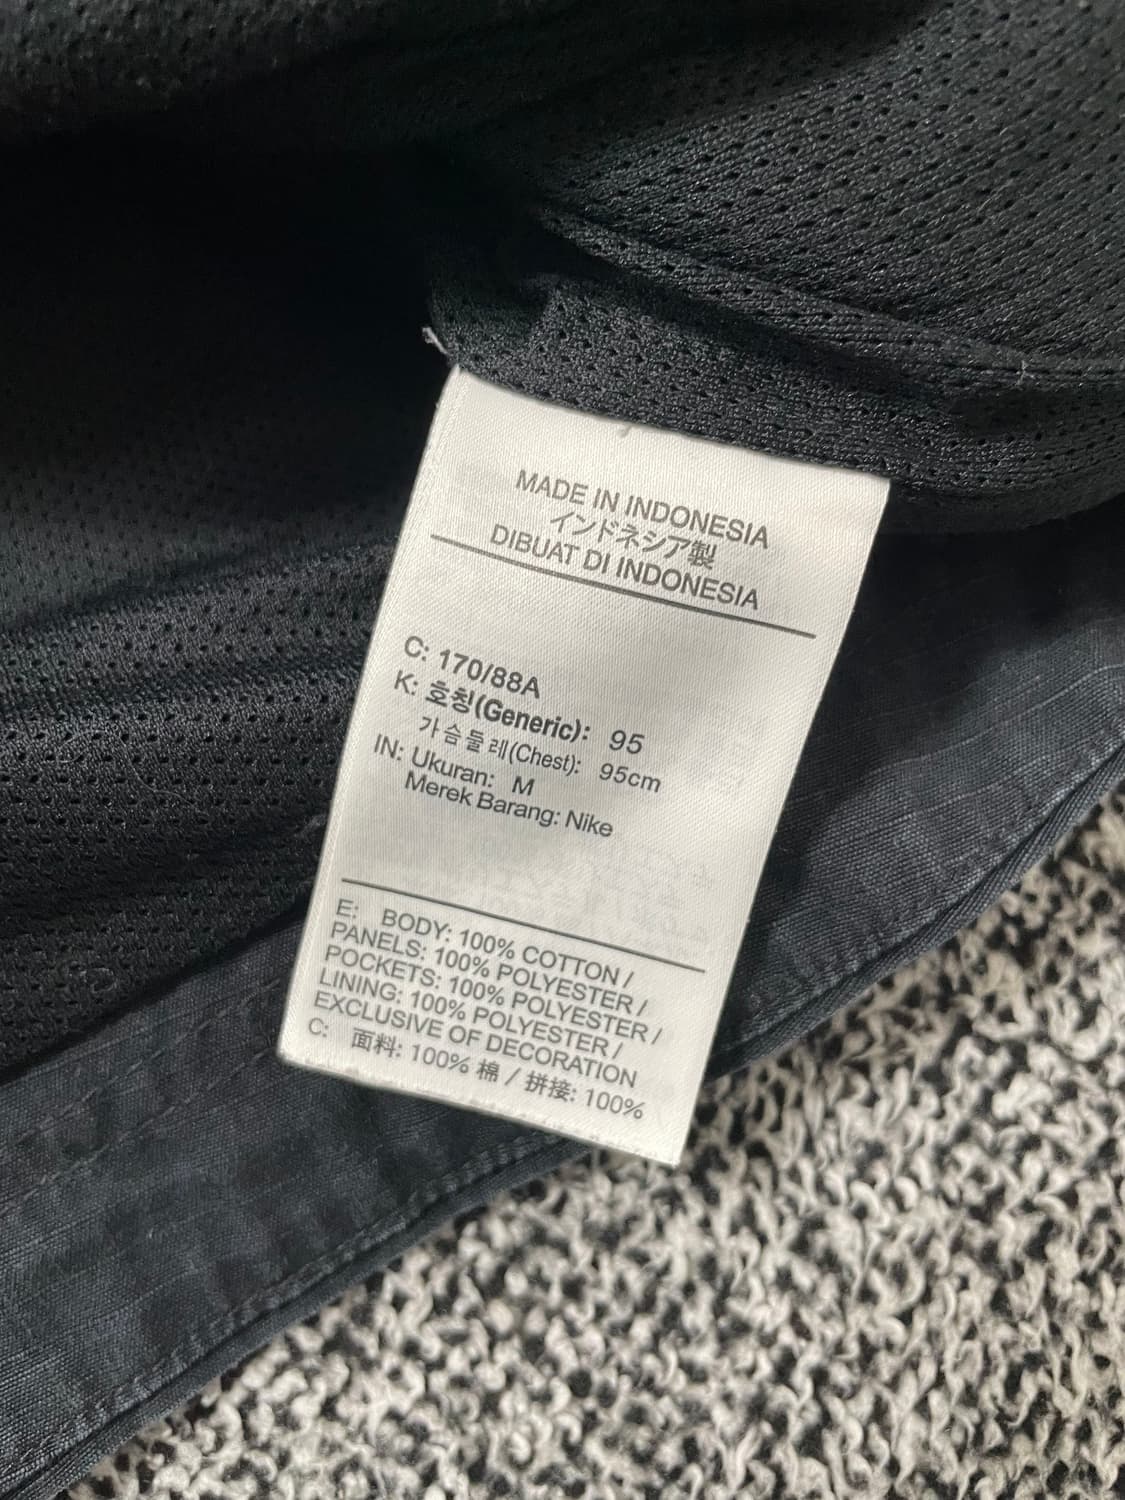 MADE IN INDONESIA
インドネシア製
DIBUAT DI INDONESIA
C: 170/88A
K: 호칭(Generic): 95
가슴둘레(Chest): 95cm
IN: Ukuran: M
Merek Barang: Nike
E: BODY: 100% COTTON /
PANELS: 100% POLYESTER /
POCKETS: 100% POLYESTER /
LINING: 100% POLYESTER /
EXCLUSIVE OF DECORATION
C: 面料: 100% 棉 / 拼接: 100%